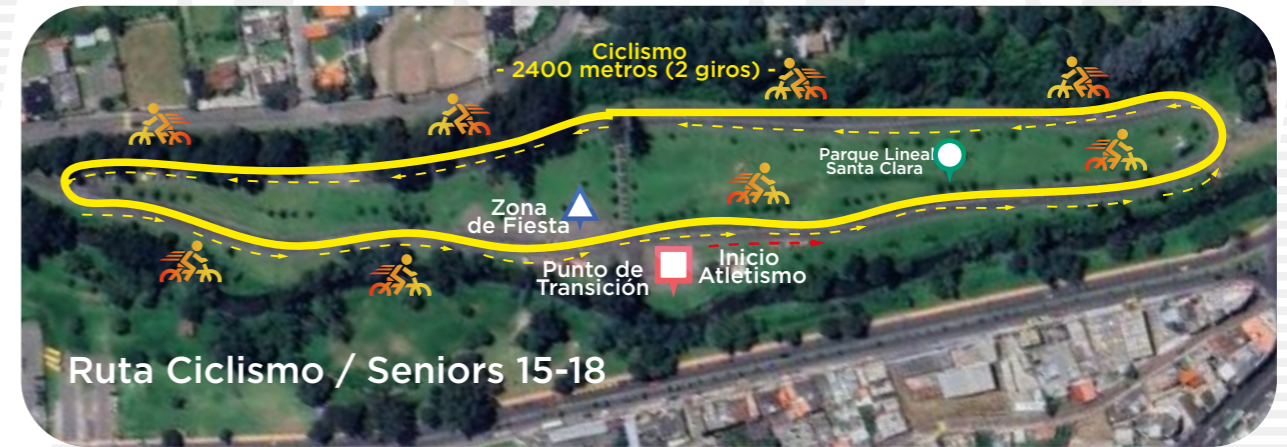 Ciclismo
- 2400 metros (2 giros) -
Parque Lineal
Santa Clara
Zona
de Fiesta
Punto de
Transición
Inicio
Atletismo
Ruta Ciclismo / Seniors 15-18